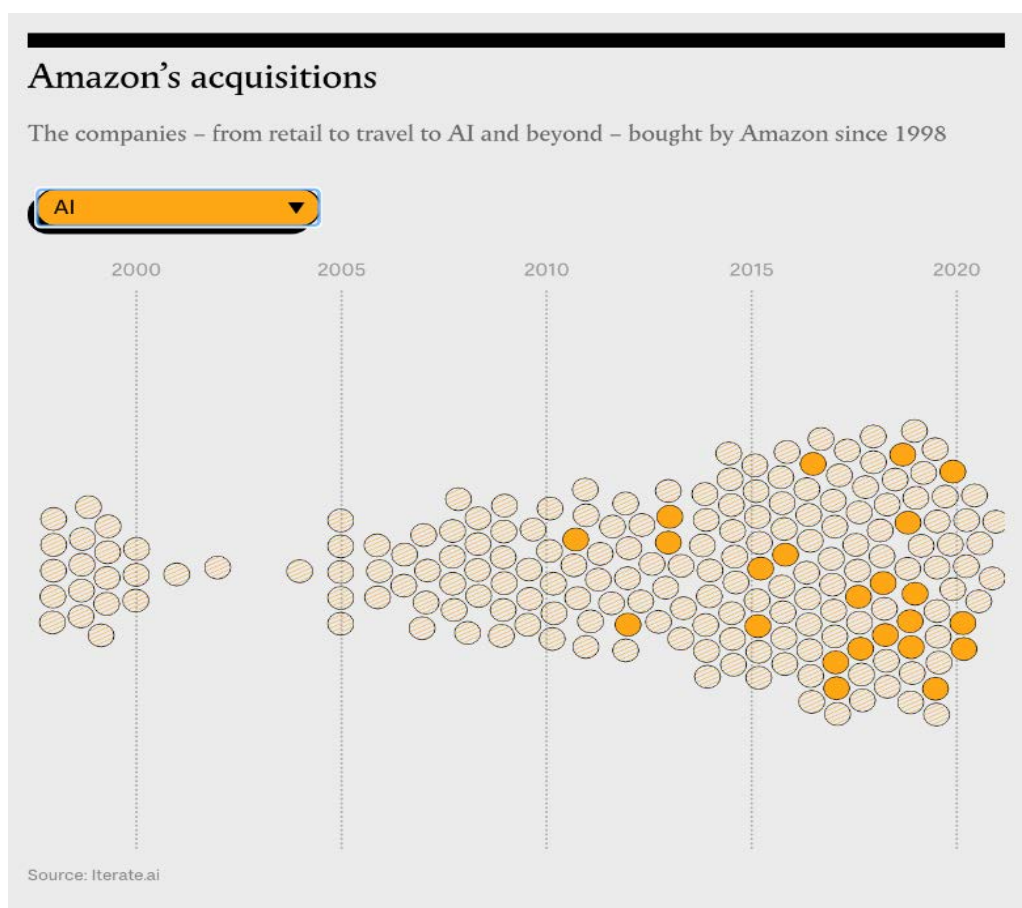 Amazon’s acquisitions
The companies – from retail to travel to AI and beyond – bought by Amazon since 1998
AI
2000 2005 2010 2015 2020
Source: Iterate.ai